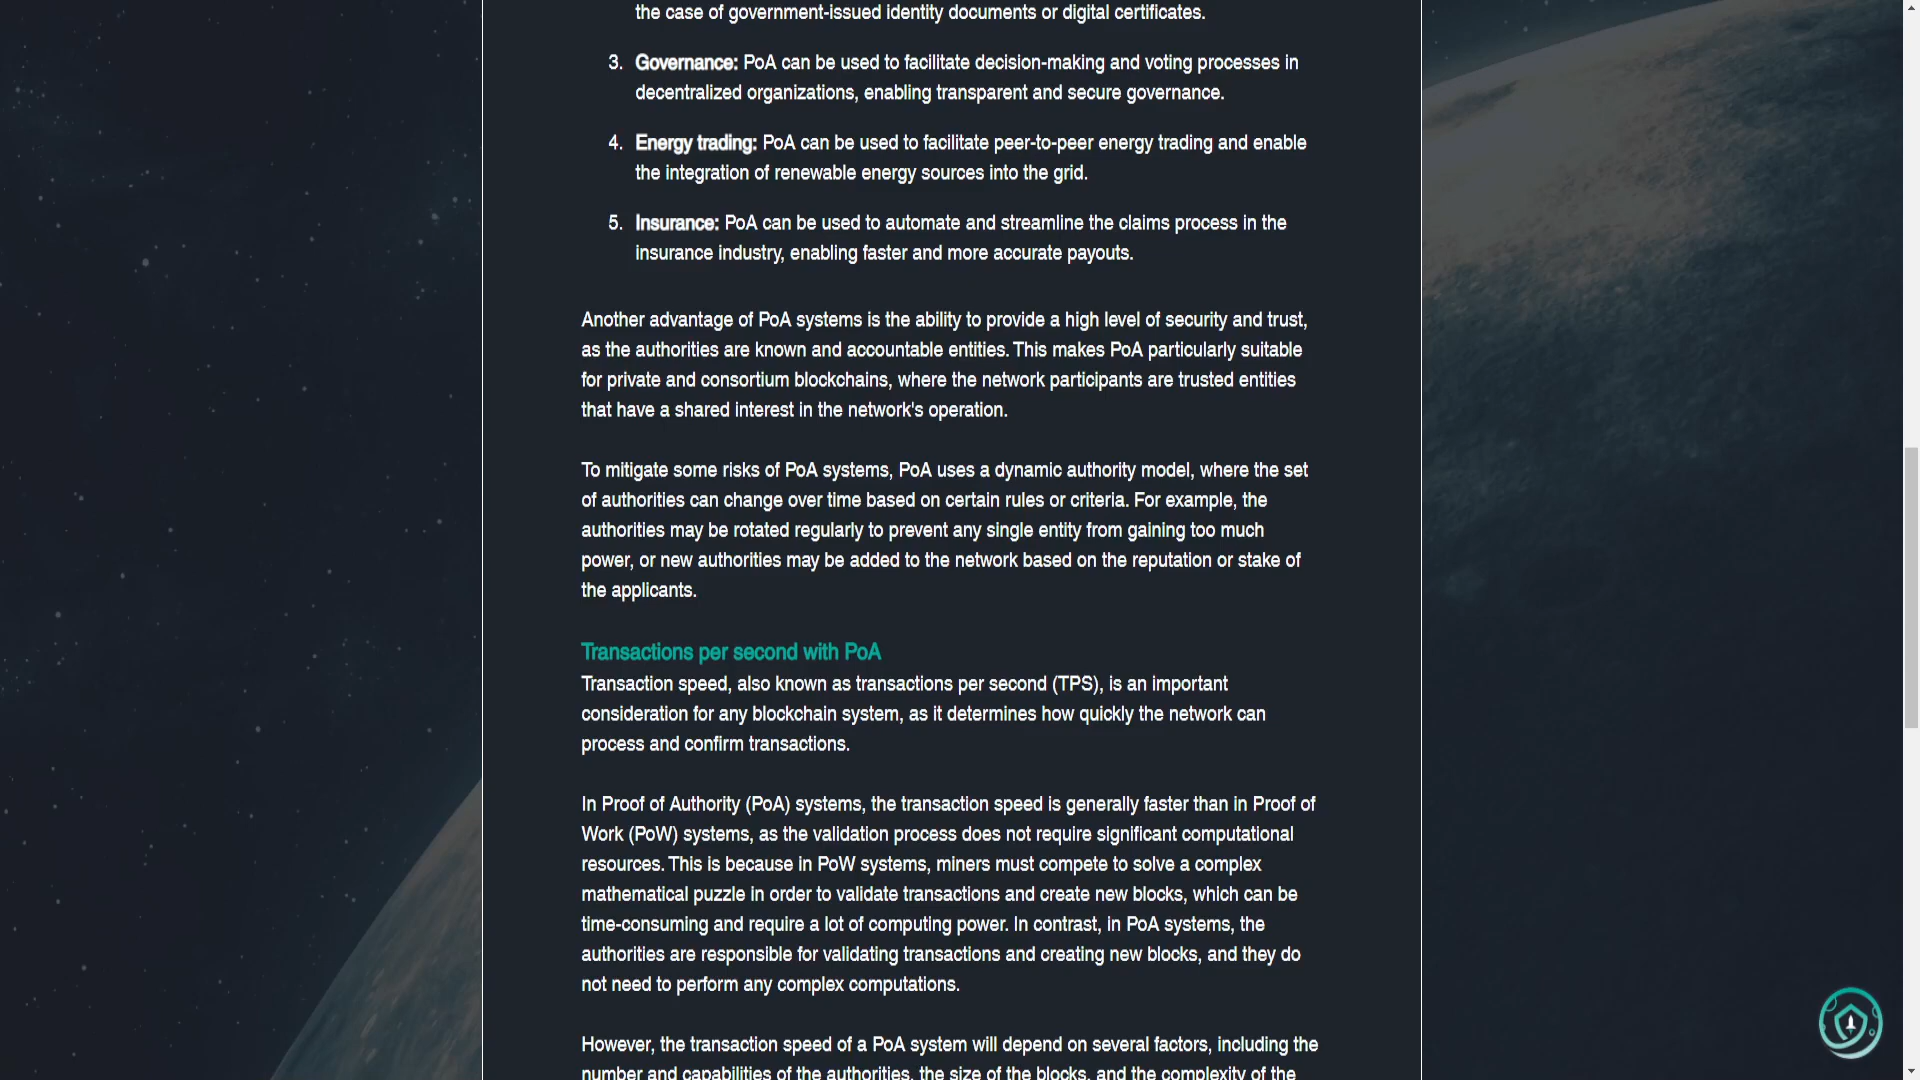 the case of government-issued identity documents or digital certificates.
3. Governance: PoA can be used to facilitate decision-making and voting processes in
decentralized organizations, enabling transparent and secure governance.
4. Energy trading: PoA can be used to facilitate peer-to-peer energy trading and enable
the integration of renewable energy sources into the grid.
5. Insurance: PoA can be used to automate and streamline the claims process in the
insurance industry, enabling faster and more accurate payouts.
Another advantage of PoA systems is the ability to provide a high level of security and trust,
as the authorities are known and accountable entities. This makes PoA particularly suitable
for private and consortium blockchains, where the network participants are trusted entities
that have a shared interest in the network's operation.
To mitigate some risks of PoA systems, PoA uses a dynamic authority model, where the set
of authorities can change over time based on certain rules or criteria. For example, the
authorities may be rotated regularly to prevent any single entity from gaining too much
power, or new authorities may be added to the network based on the reputation or stake of
the applicants.
Transactions per second with PoA
Transaction speed, also known as transactions per second (TPS), is an important
consideration for any blockchain system, as it determines how quickly the network can
process and confirm transactions.
In Proof of Authority (PoA) systems, the transaction speed is generally faster than in Proof of
Work (PoW) systems, as the validation process does not require significant computational
resources. This is because in PoW systems, miners must compete to solve a complex
mathematical puzzle in order to validate transactions and create new blocks, which can be
time-consuming and require a lot of computing power. In contrast, in PoA systems, the
authorities are responsible for validating transactions and creating new blocks, and they do
not need to perform any complex computations.
However, the transaction speed of a PoA system will depend on several factors, including the
number and capabilities of the authorities, the size of the blocks, and the complexity of the